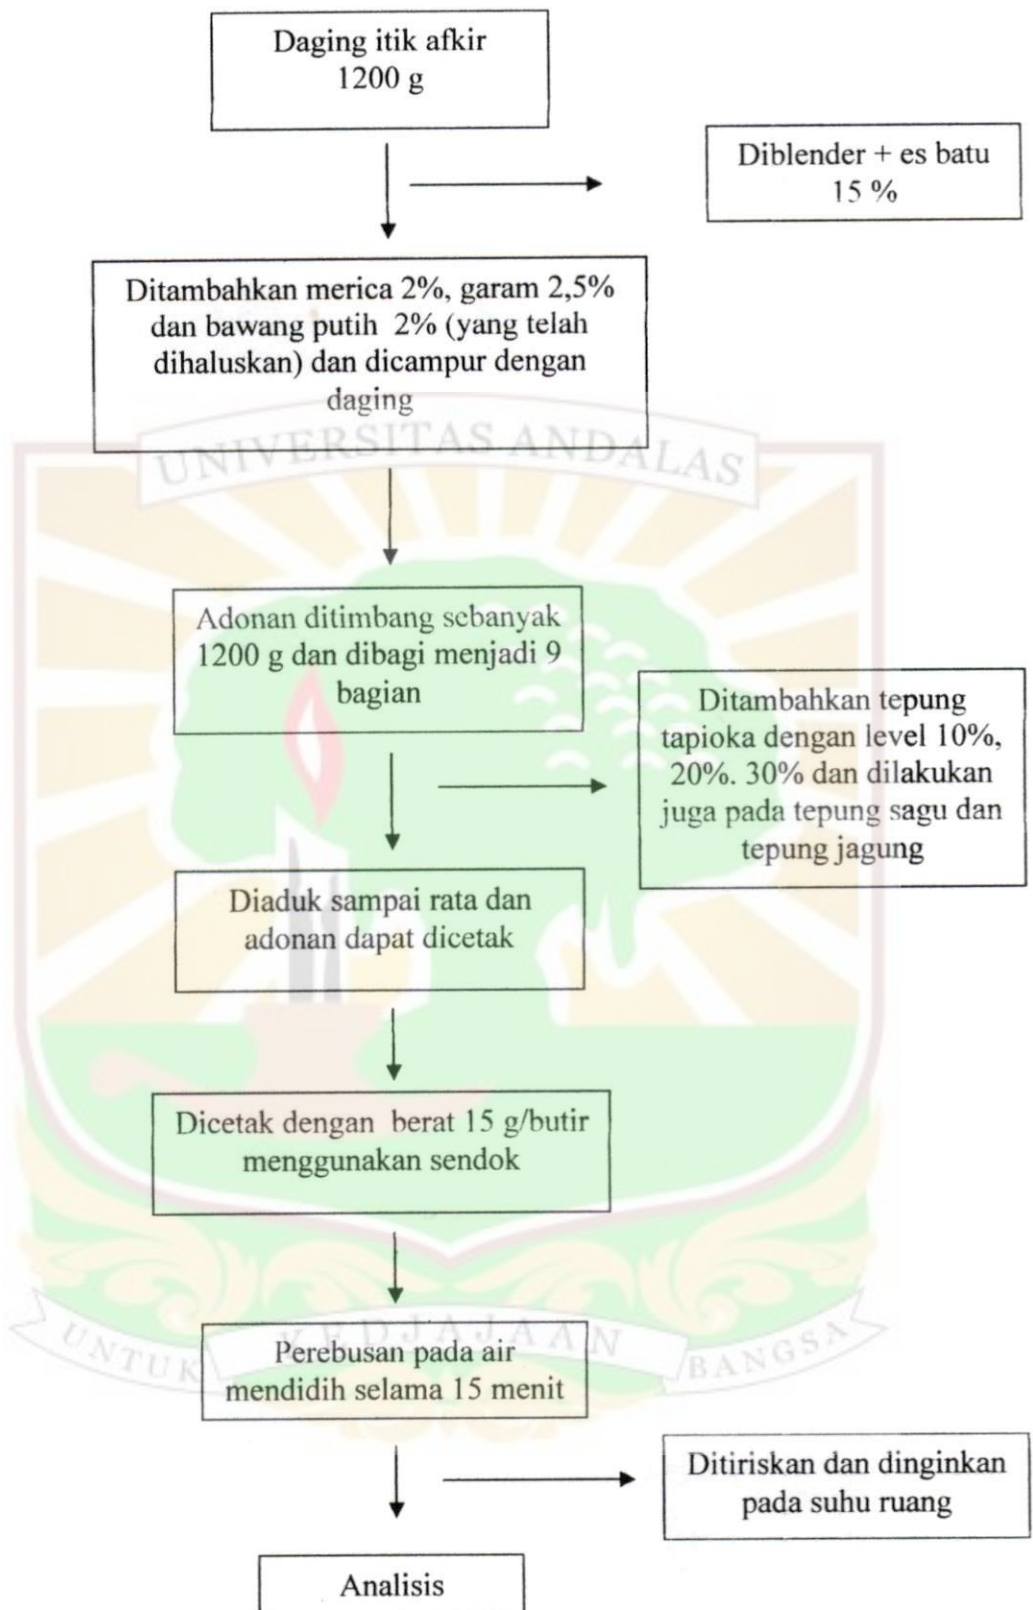 Daging itik afkir
1200 g
Diblender + es batu
15 %
Ditambahkan merica 2%, garam 2,5%
dan bawang putih 2% (yang telah
dihaluskan) dan dicampur dengan
daging
UNIVERSITAS ANDALAS
Adonan ditimbang sebanyak
1200 g dan dibagi menjadi 9
bagian
Ditambahkan tepung
tapioka dengan level 10%,
20%. 30% dan dilakukan
juga pada tepung sagu dan
tepung jagung
Diaduk sampai rata dan
adonan dapat dicetak
Dicetak dengan berat 15 g/butir
menggunakan sendok
UNTUK KEDJAJAAN BANGSA
Perebusan pada air
mendidih selama 15 menit
Ditiriskan dan dinginkan
pada suhu ruang
Analisis